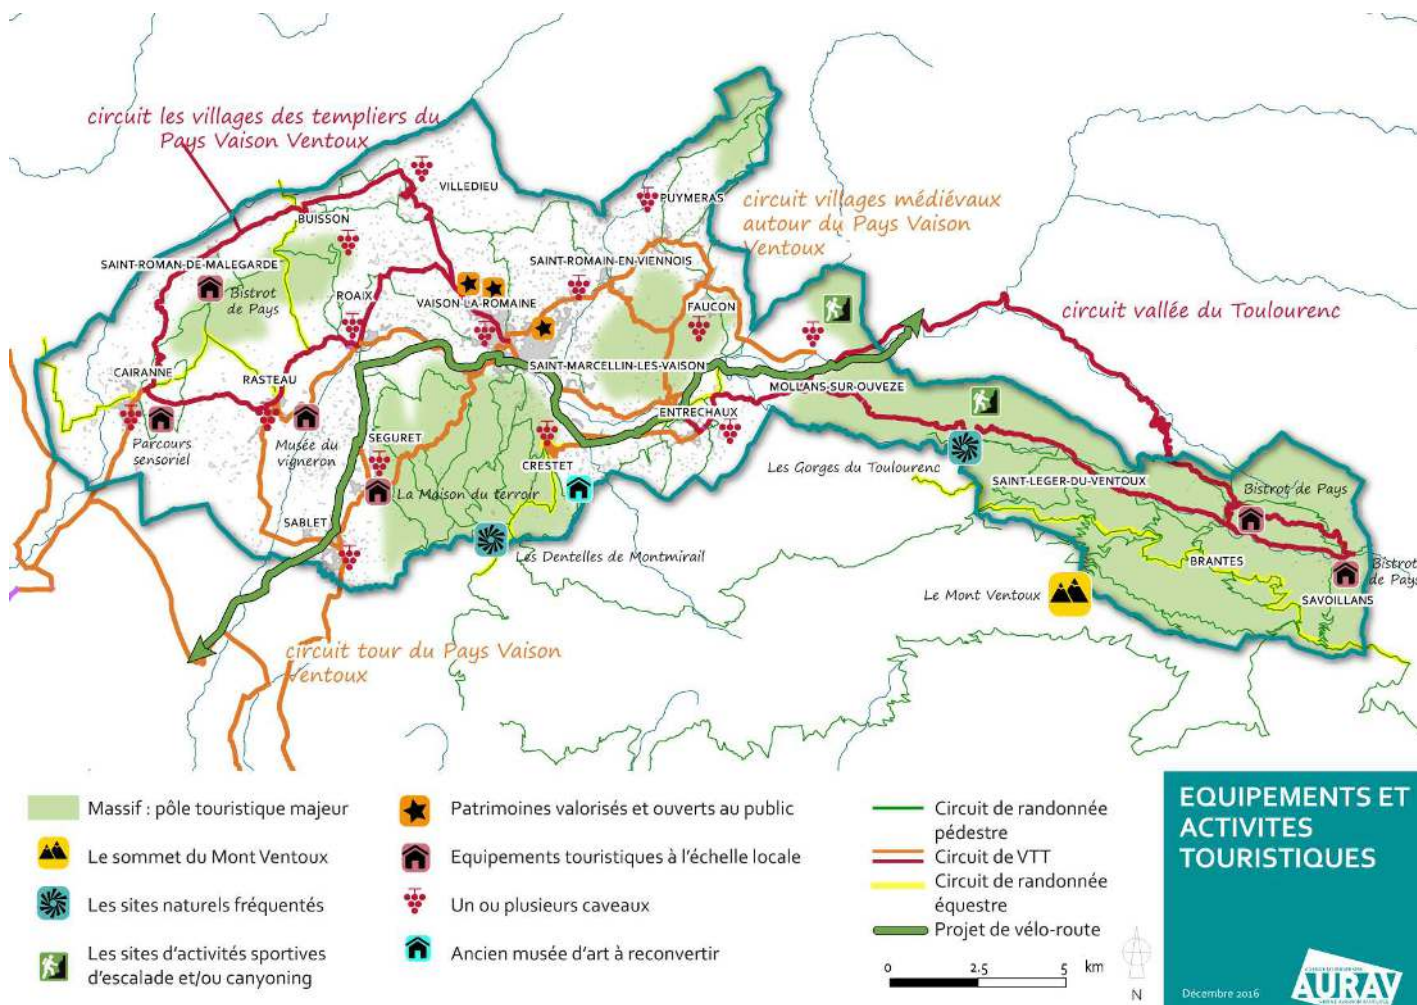 circuit les villages des templiers du
Pays Vaison Ventoux
VILLEDIEU
PUYMERAS
BUISSON
circuit villages médiévaux
autour du Pays Vaison
Ventoux
SAINT-ROMAN-DE-MALEGARDE
SAINT-ROMAIN-EN-VIENNOIS
Bistrot
de Pays
ROAIX
VAISON-LA-ROMAINE
FAUCON
circuit vallée du Toulourenc
CAIRANNE
RASTEAU
SAINT-MARCELLIN-LES-VAISON
MOLLANS-SUR-OUVEZE
ENTRECHAUX
Parcours
sensoriel
Musée du
vigneron
SEGURET
CRESTET
Les Gorges du Toulourenc
La Maison du terroir
SAINT-LEGER-DU-VENTOUX
Bistrot de Pays
SABLET
Les Dentelles de Montmirail
BRANTES
Bistrot
de Pays
Le Mont Ventoux
SAVOILLANS
circuit tour du Pays Vaison
Ventoux
Massif : pôle touristique majeur
Le sommet du Mont Ventoux
Les sites naturels fréquentés
Les sites d'activités sportives
d'escalade et/ou canyoning
Patrimoines valorisés et ouverts au public
Equipements touristiques à l'échelle locale
Un ou plusieurs caveaux
Ancien musée d'art à reconvertir
Circuit de randonnée
pédestre
Circuit de VTT
Circuit de randonnée
équestre
Projet de vélo-route
0 2.5 5 km
N
EQUIPEMENTS ET
ACTIVITES
TOURISTIQUES
Décembre 2016
AURAV